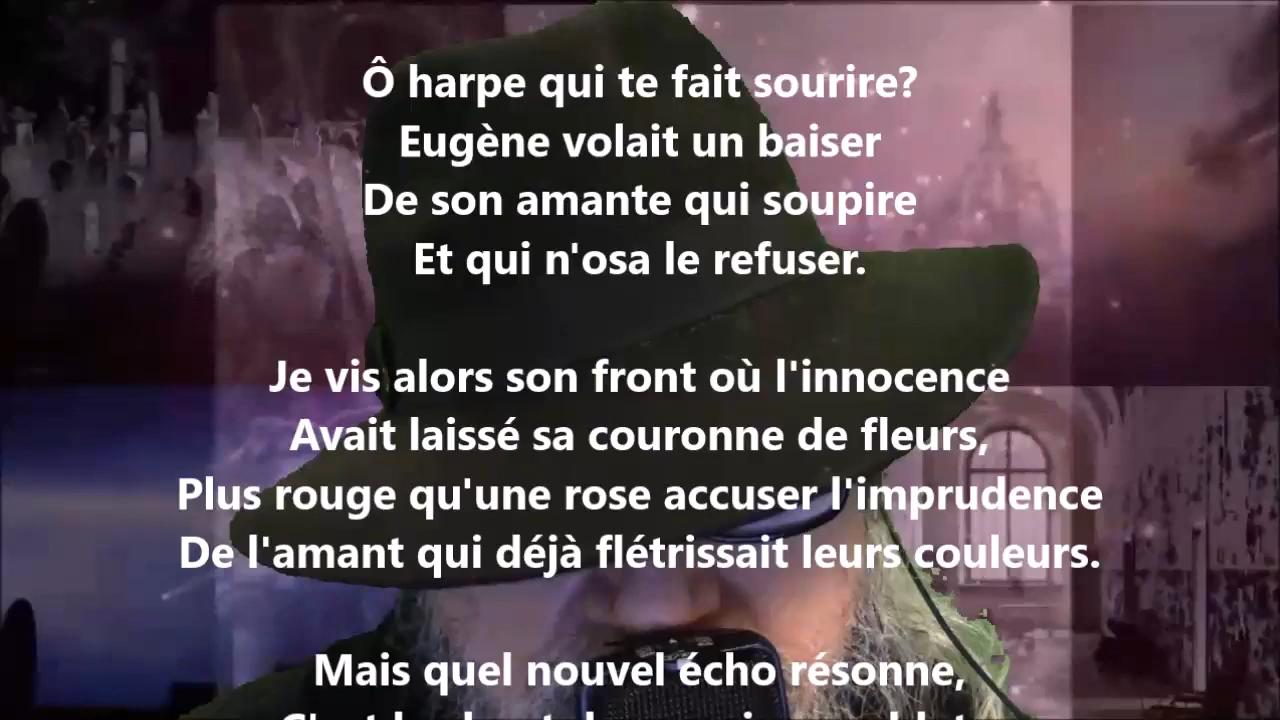 Ô harpe qui te fait sourire?
Eugène volait un baiser
De son amante qui soupire
Et qui n'osa le refuser.
Je vis alors son front où l'innocence
Avait laissé sa couronne de fleurs,
Plus rouge qu'une rose accuser l'imprudence
De l'amant qui déjà flétrissait leurs couleurs.
Mais quel nouvel écho résonne,